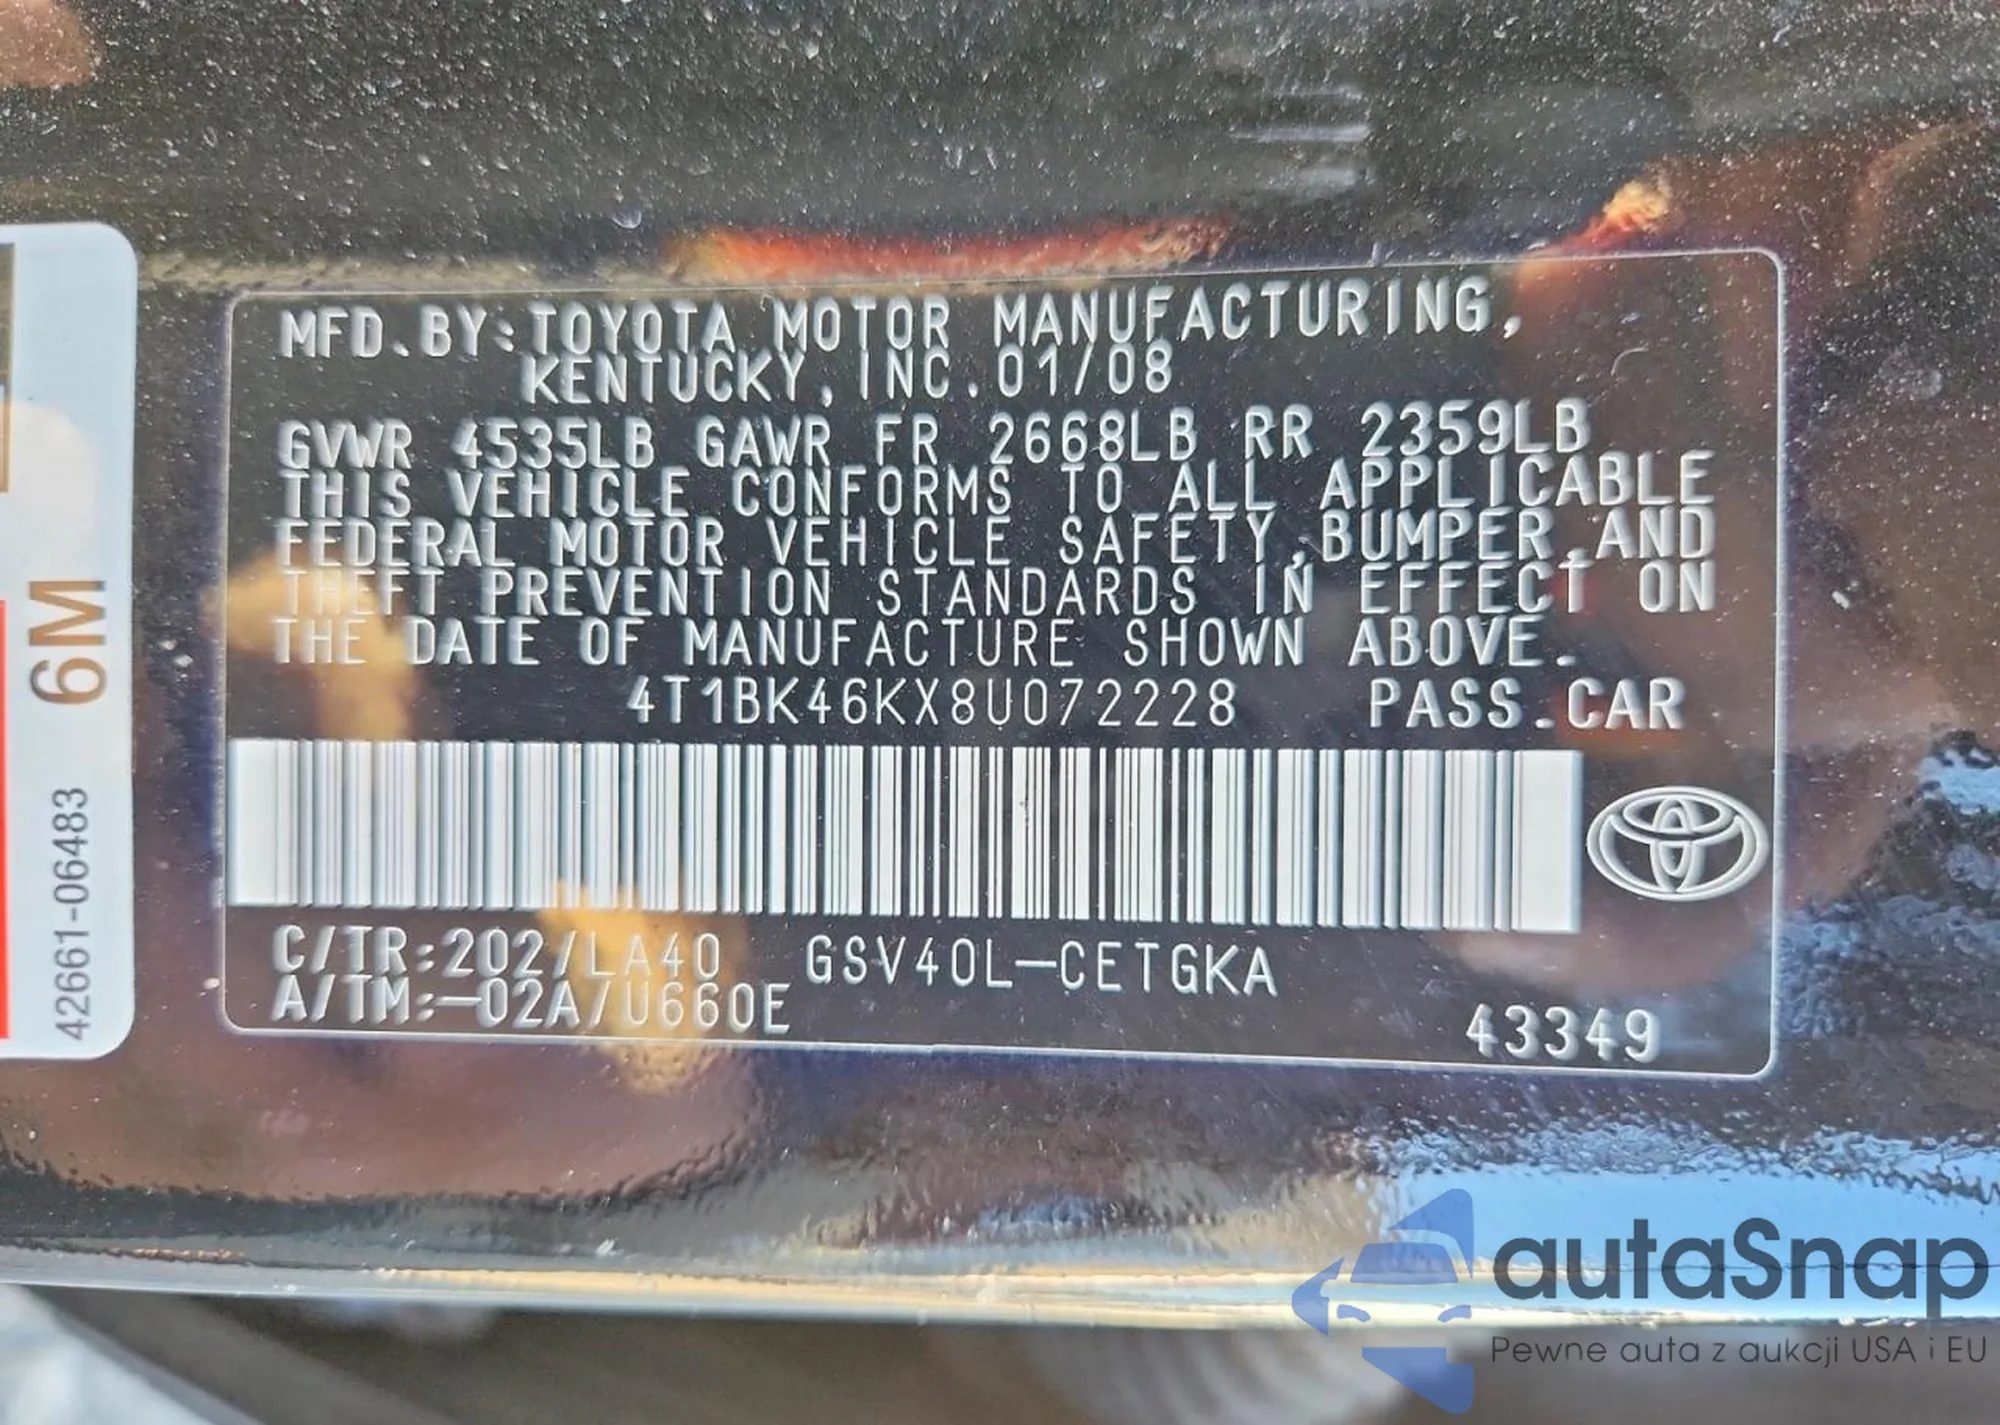 MFD.BY:TOYOTA MOTOR MANUFACTURING,
KENTUCKY,INC.01/08
GVWR 4535LB GAWR FR 2668LB RR 2359LB
THIS VEHICLE CONFORMS TO ALL APPLICABLE
FEDERAL MOTOR VEHICLE SAFETY,BUMPER,AND
THEFT PREVENTION STANDARDS IN EFFECT ON
THE DATE OF MANUFACTURE SHOWN ABOVE.
4T1BK46KX8U072228 PASS.CAR
C/TR:202/LA40 GSV40L-CETGKA
A/TM:-02A/U660E
43349
6M
42661-06483
autaSnap
Pewne auta z aukcji USA i EU